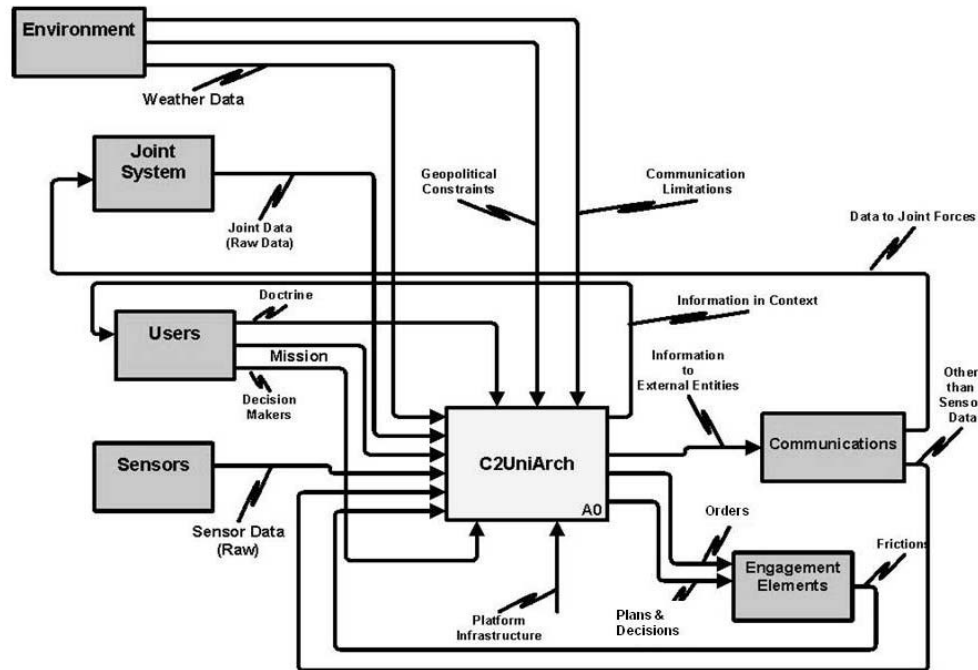 Environment
Weather Data
Joint
System
Geopolitical
Constraints
Communication
Limitations
Joint Data
(Raw Data)
Data to Joint Forces
Doctrine
Information in Context
Users
Mission
Decision
Makers
Information
to
External Entities
Other
than
Senso
Data
Sensors
C2UniArch
A0
Communications
Sensor Data
(Raw)
Orders
Frictions
Engagement
Elements
Platform
Infrastructure
Plans &
Decisions